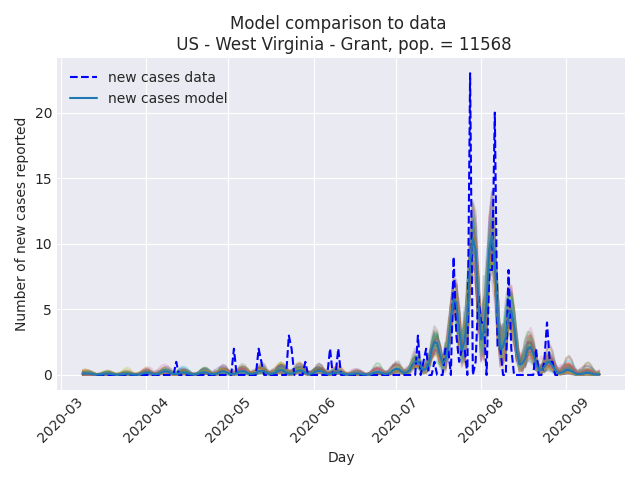 Model comparison to data
US - West Virginia - Grant, pop. = 11568
new cases data
new cases model
Number of new cases reported
20
15
10
5
0
2020-03
2020-04
2020-05
2020-06
2020-07
2020-08
2020-09
Day